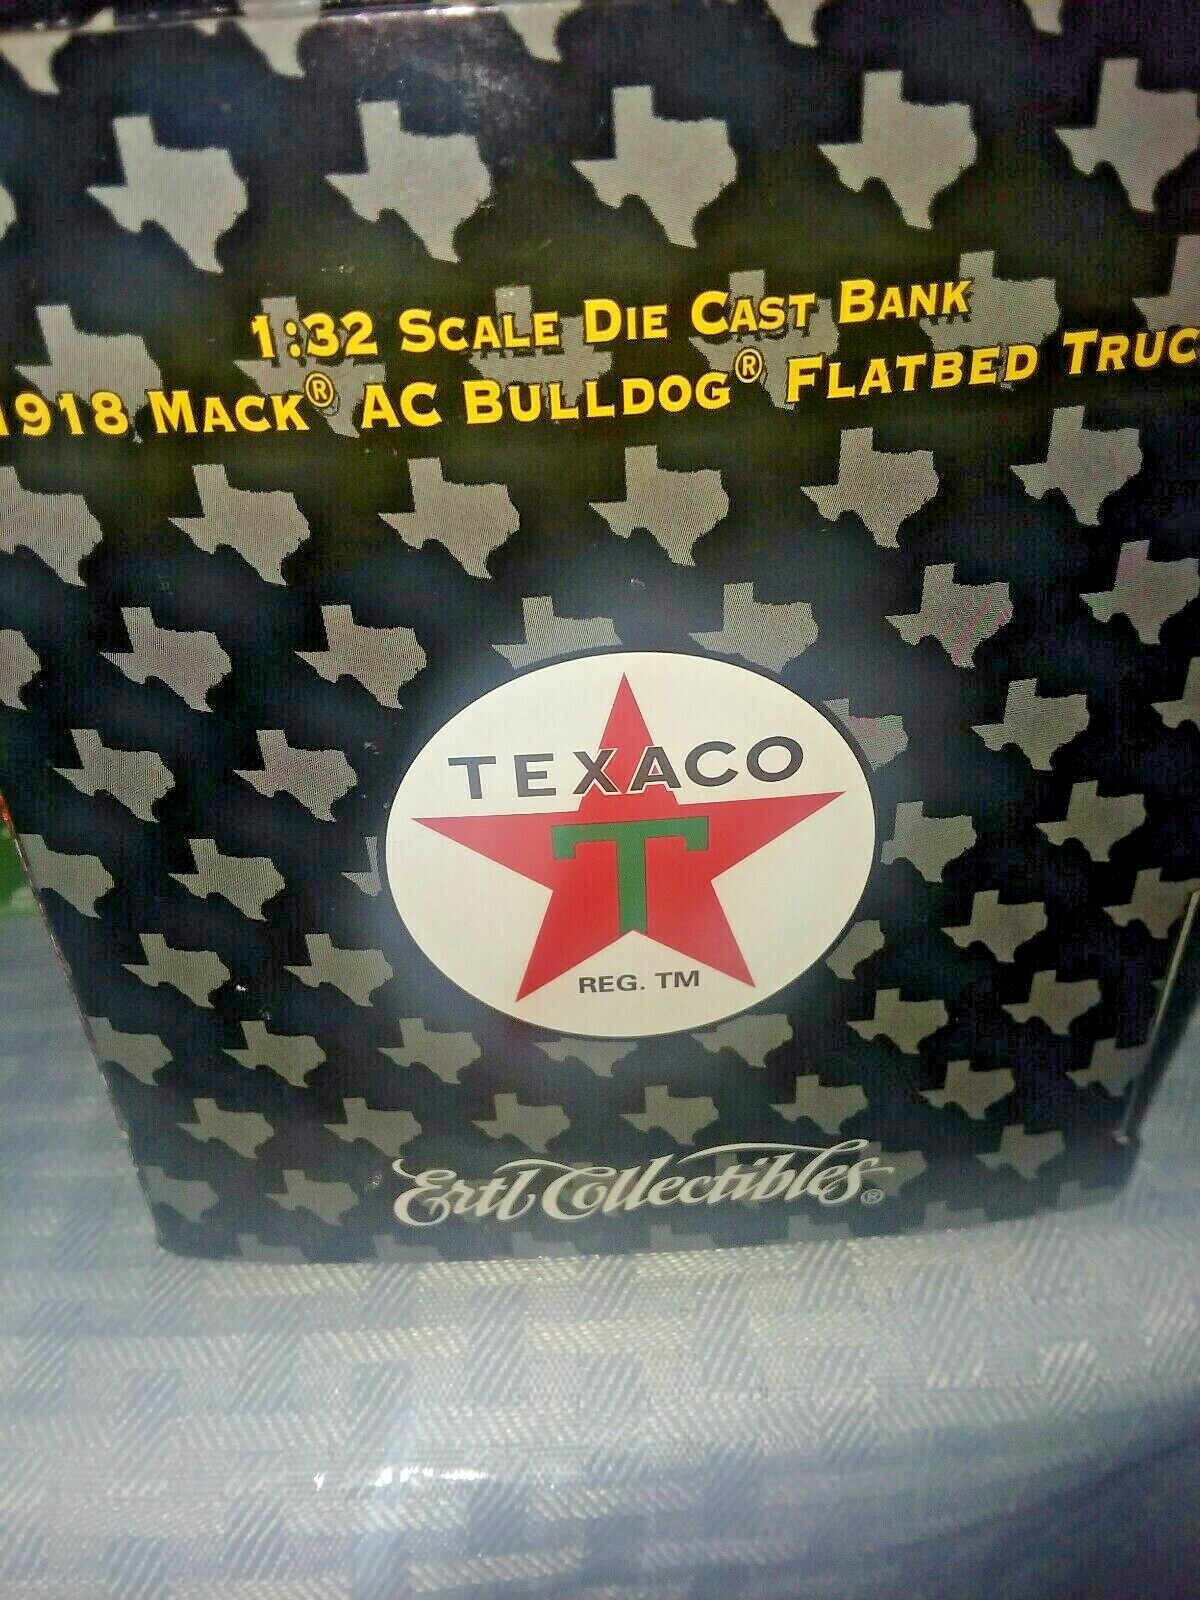 1:32 SCALE DIE CAST BANK
1918 MACK® AC BULLDOG® FLATBED TRUC
TEXACO
T
REG. TM
Ertl Collectibles®